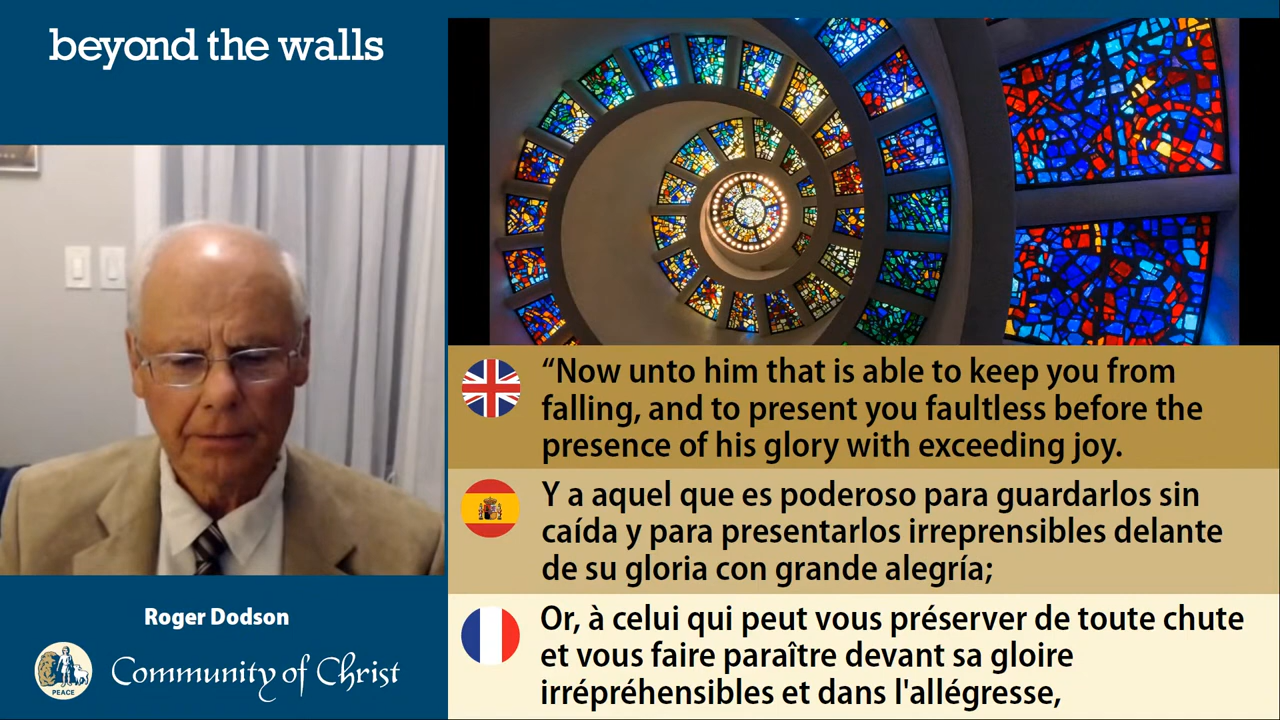 beyond the walls
Roger Dodson
PEACE
Community of Christ
“Now unto him that is able to keep you from
falling, and to present you faultless before the
presence of his glory with exceeding joy.
Y a aquel que es poderoso para guardarlos sin
caída y para presentarlos irreprensibles delante
de su gloria con grande alegría;
Or, à celui qui peut vous préserver de toute chute
et vous faire paraître devant sa gloire
irrépréhensibles et dans l'allégresse,